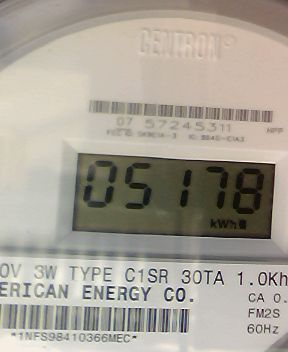 CENTRON®
07 57245311
05178
kWh
0V 3W TYPE C1SR 30TA 1.0Kh
ERICAN ENERGY CO.
CA 0.
FM2S
60Hz
*1NFS98410366MEC*